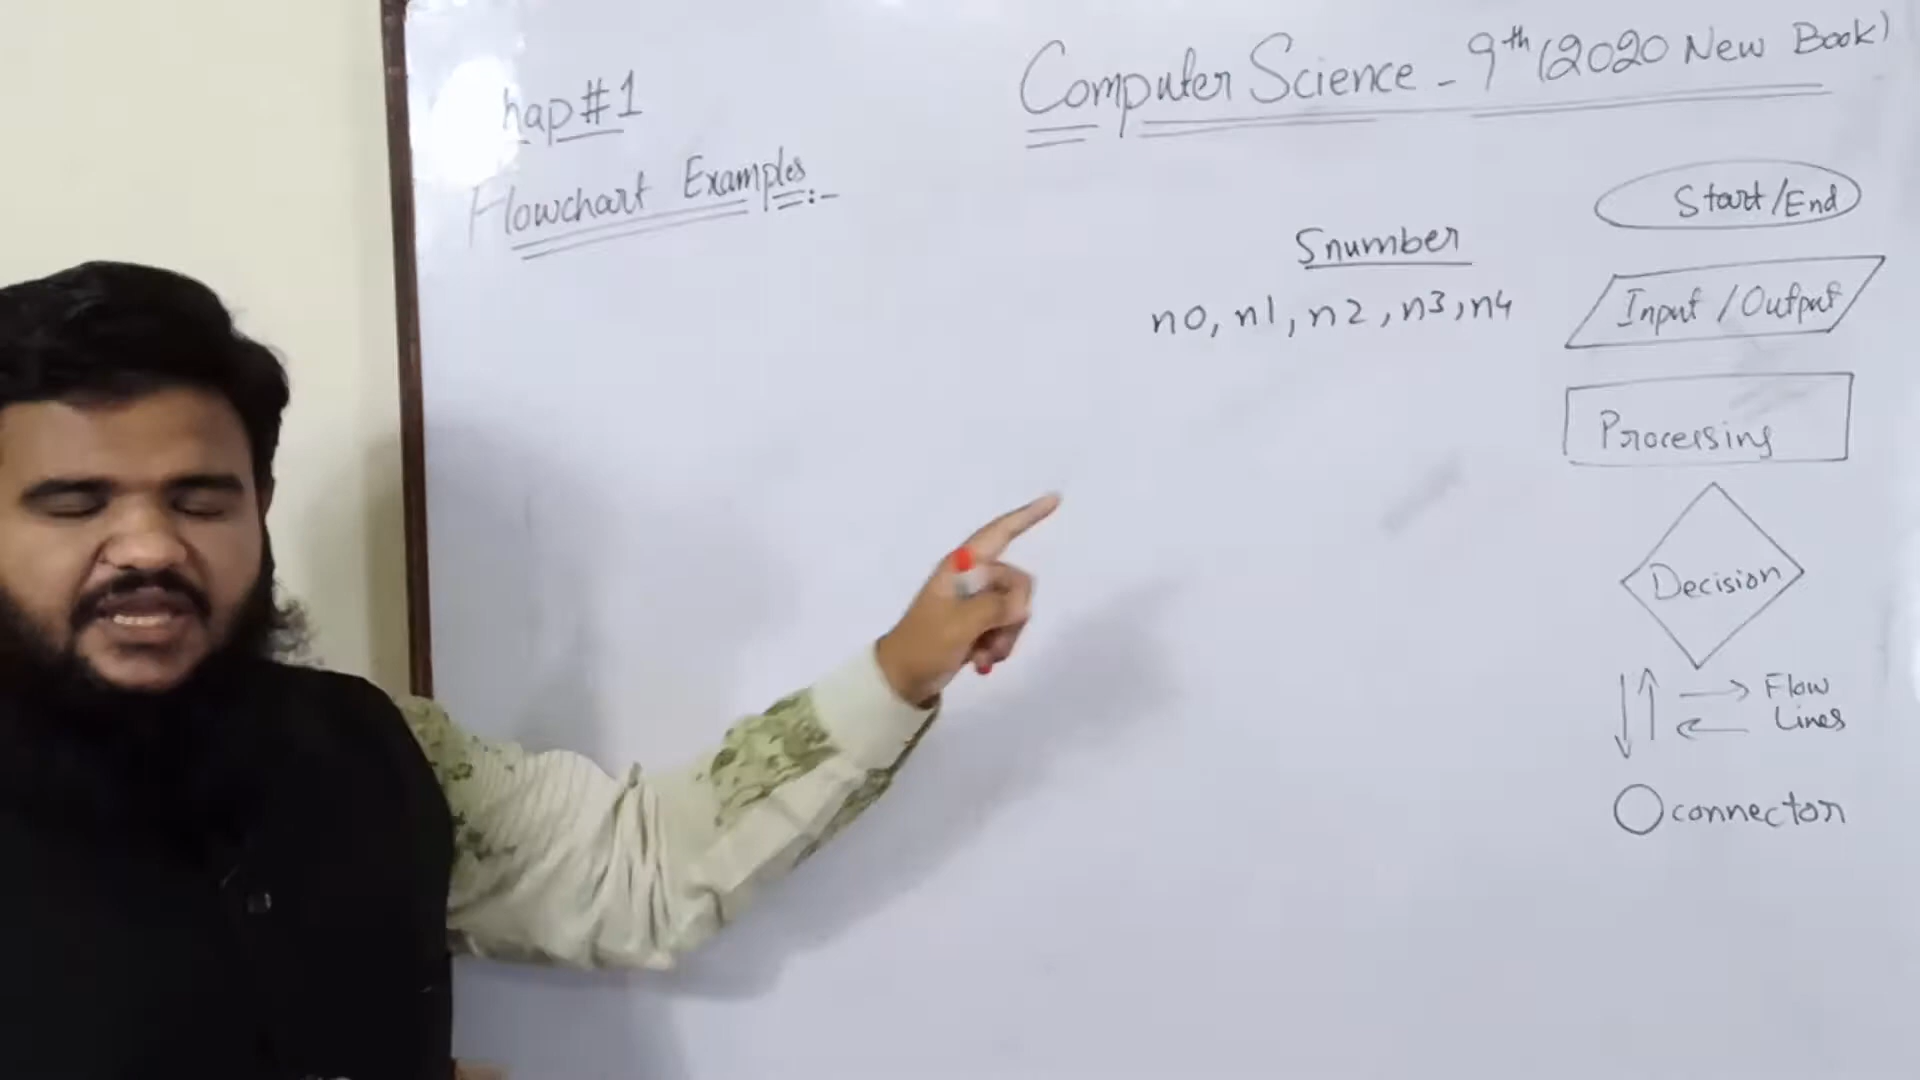 hap#1
Computer Science - 9th (2020 New Book)
Flowchart Examples:-
Snumber
n0, n1, n2, n3, n4
Start/End
Input/Output
Processing
Decision
Flow
Lines
connector